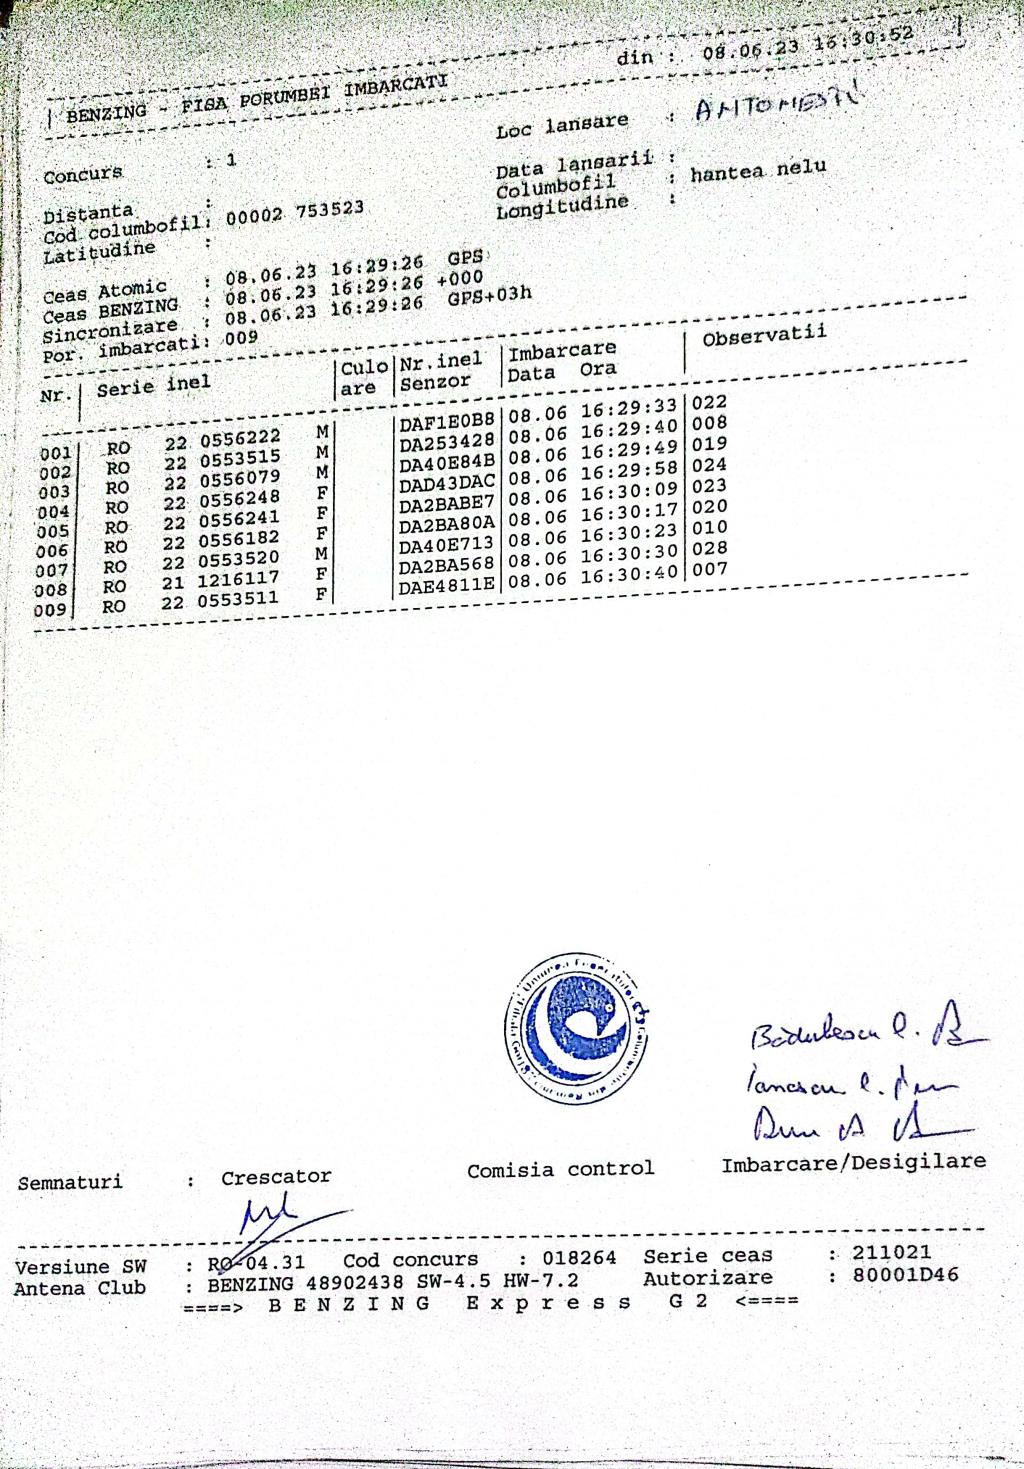 din : 08.06.23 16:30:52
BENZING - FISA PORUMBEI IMBARCATI
Concurs : 1 Loc lansare : ANTONESTI
Distanta : Data lansarii :
Cod columbofil: 00002 753523 Columbofil : hantea nelu
Latitudine : Longitudine :
Ceas Atomic : 08.06.23 16:29:26 GPS
Ceas BENZING : 08.06.23 16:29:26 +000
Sincronizare : 08.06.23 16:29:26 GPS+03h
Por. imbarcati: 009
Nr.| Serie inel |Culo|Nr.inel |Imbarcare | Observatii
| |are |Senzor |Data Ora |
001| RO 22 0556222 M| |DAF1E0B8|08.06 16:29:33|022
002| RO 22 0553515 M| |DA253428|08.06 16:29:40|008
003| RO 22 0556079 M| |DA40E84B|08.06 16:29:49|019
004| RO 22 0556248 F| |DAD43DAC|08.06 16:29:58|024
005| RO 22 0556241 F| |DA2BABE7|08.06 16:30:09|023
006| RO 22 0556182 F| |DA2BA80A|08.06 16:30:17|020
007| RO 22 0553520 M| |DA40E713|08.06 16:30:23|010
008| RO 21 1216117 F| |DA2BA568|08.06 16:30:30|028
009| RO 22 0553511 F| |DAE4811E|08.06 16:30:40|007
Semnaturi : Crescator Comisia control Imbarcare/Desigilare
Versiune SW : RO-04.31 Cod concurs : 018264 Serie ceas : 211021
Antena Club : BENZING 48902438 SW-4.5 HW-7.2 Autorizare : 80001D46
====> B E N Z I N G E x p r e s s G 2 <====